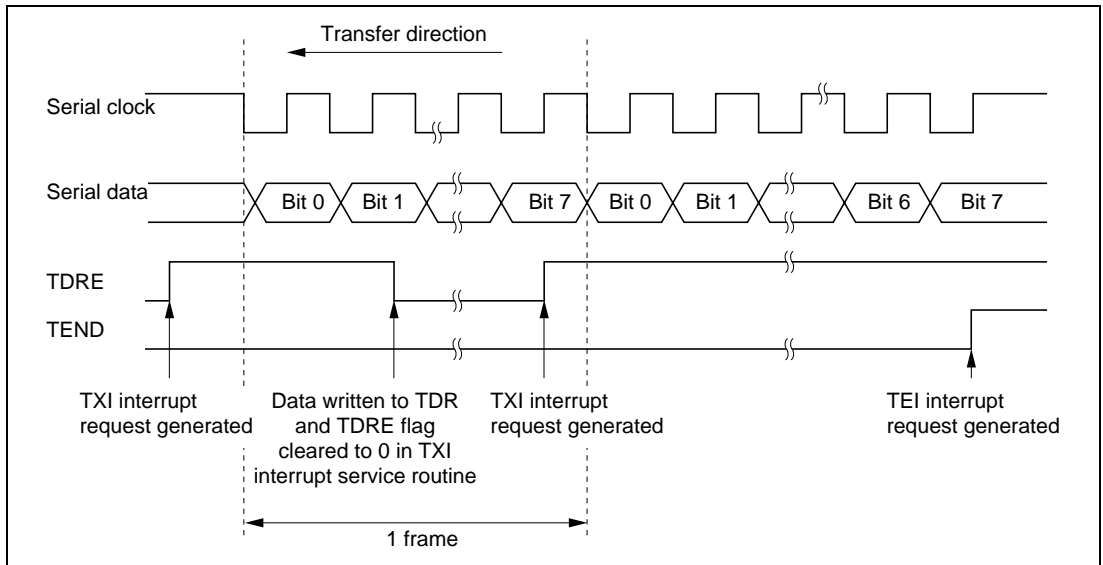 Transfer direction
Serial clock
Serial data
Bit 0 Bit 1 Bit 7 Bit 0 Bit 1 Bit 6 Bit 7
TDRE
TEND
TXI interrupt
request generated
Data written to TDR
and TDRE flag
cleared to 0 in TXI
interrupt service routine
TXI interrupt
request generated
TEI interrupt
request generated
1 frame